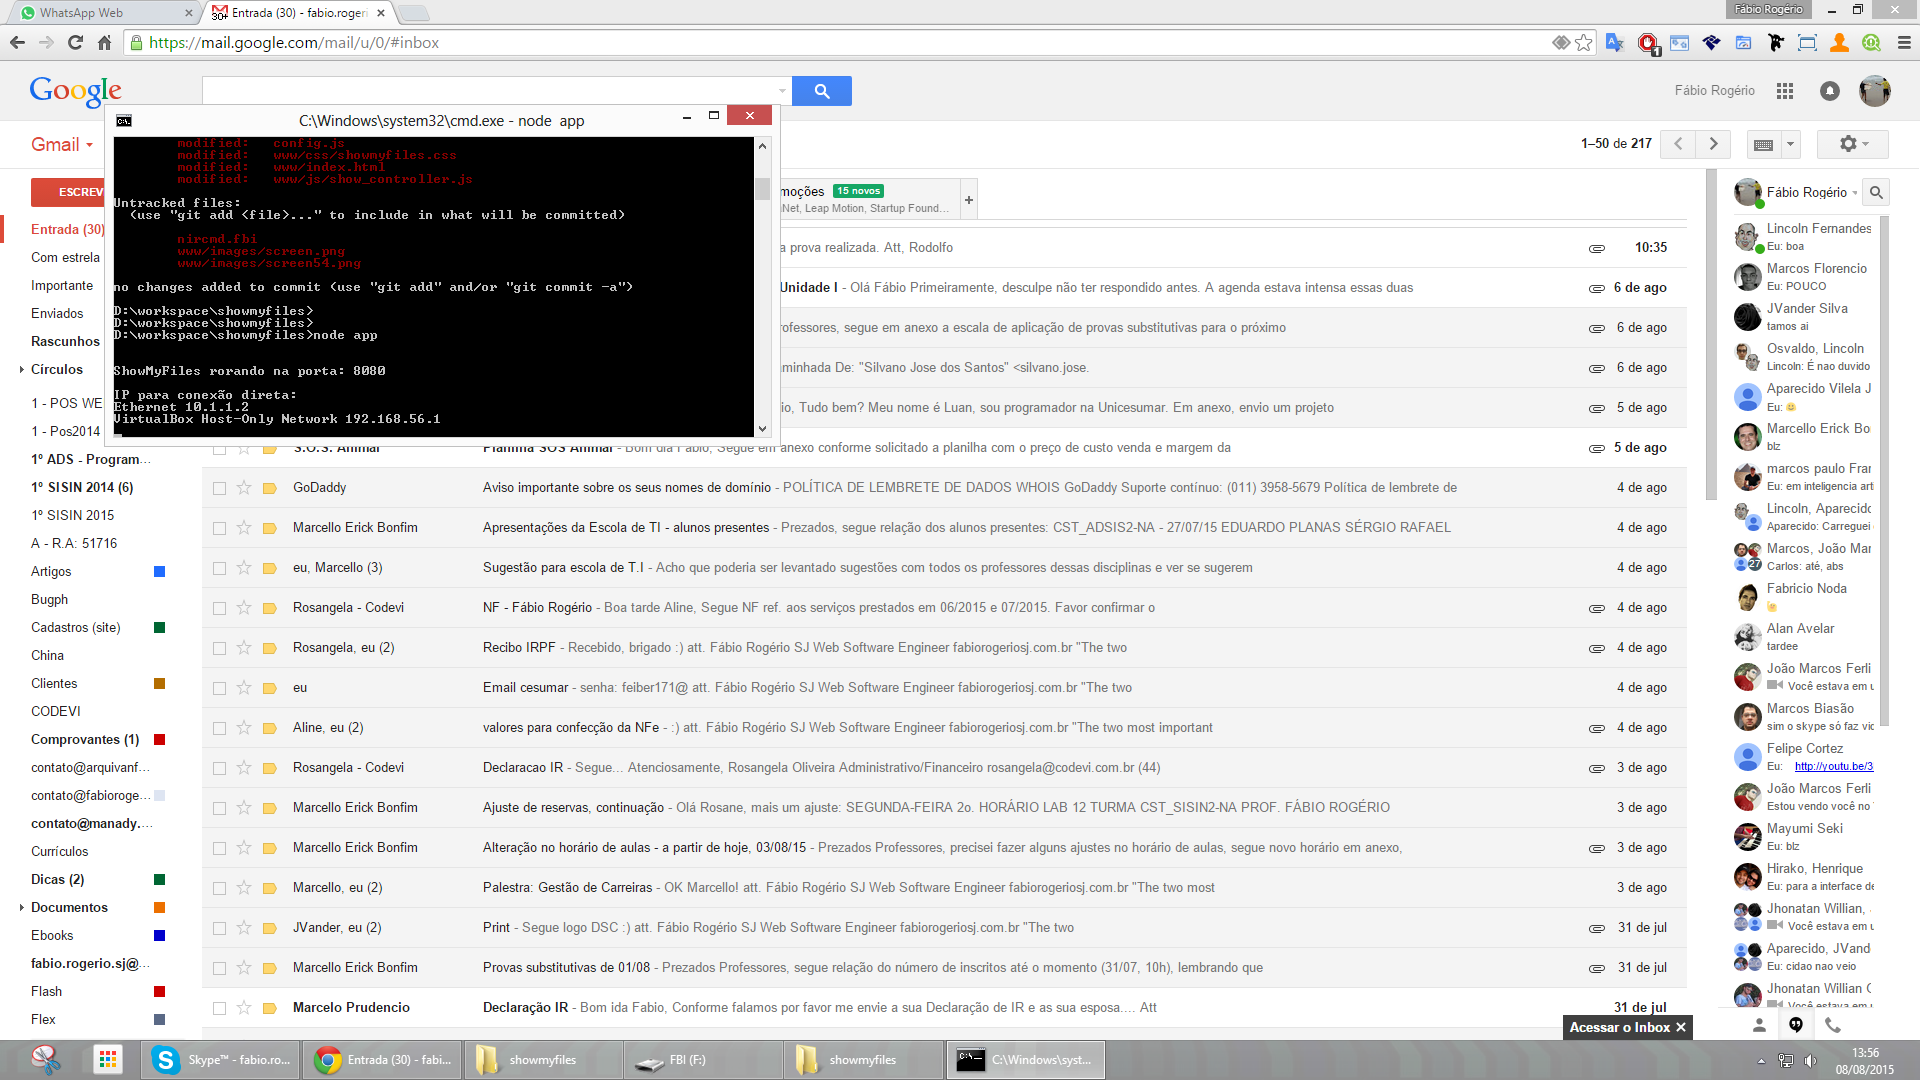 WhatsApp Web
Entrada (30) - fabio.rogeri
Fábio Rogério
https://mail.google.com/mail/u/0/#inbox
Google
Fábio Rogério
C:\Windows\system32\cmd.exe - node app
modified: config.js
modified: www/css/showmyfiles.css
modified: www/index.html
modified: www/js/show_controller.js
Untracked files:
(use "git add <file>..." to include in what will be committed)
nircmd.fbi
www/images/screen.png
www/images/screen54.png
no changes added to commit (use "git add" and/or "git commit -a")
D:\workspace\showmyfiles>
D:\workspace\showmyfiles>
D:\workspace\showmyfiles>node app
ShowMyFiles rorando na porta: 8080
IP para conexão direta:
Ethernet 10.1.1.2
VirtualBox Host-Only Network 192.168.56.1
Gmail
1–50 de 217
ESCREV
Entrada (30)
Com estrela
Importante
Enviados
Rascunhos
Círculos
1 - POS WE
1 - Pos2014
1º ADS - Program...
1º SISIN 2014 (6)
1º SISIN 2015
A - R.A: 51716
Artigos
Bugph
Cadastros (site)
China
Clientes
CODEVI
Comprovantes (1)
contato@arquivanf...
contato@fabioroge...
contato@manady....
Currículos
Dicas (2)
Documentos
Ebooks
fabio.rogerio.sj@...
Flash
Flex
moções 15 novos
Net, Leap Motion, Startup Found...
a prova realizada. Att, Rodolfo 10:35
Unidade I - Olá Fábio Primeiramente, desculpe não ter respondido antes. A agenda estava intensa essas duas 6 de ago
ofessores, segue em anexo a escala de aplicação de provas substitutivas para o próximo 6 de ago
aminhada De: "Silvano Jose dos Santos" <silvano.jose. 6 de ago
io, Tudo bem? Meu nome é Luan, sou programador na Unicesumar. Em anexo, envio um projeto 5 de ago
S.O.S. Animal Planilha SOS Animal - Bom dia Fabio, Segue em anexo conforme solicitado a planilha com o preço de custo venda e margem da 5 de ago
GoDaddy Aviso importante sobre os seus nomes de domínio - POLÍTICA DE LEMBRETE DE DADOS WHOIS GoDaddy Suporte contínuo: (011) 3958-5679 Política de lembrete de 4 de ago
Marcello Erick Bonfim Apresentações da Escola de TI - alunos presentes - Prezados, segue relação dos alunos presentes: CST_ADSIS2-NA - 27/07/15 EDUARDO PLANAS SÉRGIO RAFAEL 4 de ago
eu, Marcello (3) Sugestão para escola de T.I - Acho que poderia ser levantado sugestões com todos os professores dessas disciplinas e ver se sugerem 4 de ago
Rosangela - Codevi NF - Fábio Rogério - Boa tarde Aline, Segue NF ref. aos serviços prestados em 06/2015 e 07/2015. Favor confirmar o 4 de ago
Rosangela, eu (2) Recibo IRPF - Recebido, brigado :) att. Fábio Rogério SJ Web Software Engineer fabiorogeriosj.com.br "The two 4 de ago
eu Email cesumar - senha: feiber171@ att. Fábio Rogério SJ Web Software Engineer fabiorogeriosj.com.br "The two 4 de ago
Aline, eu (2) valores para confecção da NFe - :) att. Fábio Rogério SJ Web Software Engineer fabiorogeriosj.com.br "The two most important 4 de ago
Rosangela - Codevi Declaracao IR - Segue... Atenciosamente, Rosangela Oliveira Administrativo/Financeiro rosangela@codevi.com.br (44) 3 de ago
Marcello Erick Bonfim Ajuste de reservas, continuação - Olá Rosane, mais um ajuste: SEGUNDA-FEIRA 2o. HORÁRIO LAB 12 TURMA CST_SISIN2-NA PROF. FÁBIO ROGÉRIO 3 de ago
Marcello Erick Bonfim Alteração no horário de aulas - a partir de hoje, 03/08/15 - Prezados Professores, precisei fazer alguns ajustes no horário de aulas, segue novo horário em anexo, 3 de ago
Marcello, eu (2) Palestra: Gestão de Carreiras - OK Marcello! att. Fábio Rogério SJ Web Software Engineer fabiorogeriosj.com.br "The two most 3 de ago
JVander, eu (2) Print - Segue logo DSC :) att. Fábio Rogério SJ Web Software Engineer fabiorogeriosj.com.br "The two 31 de jul
Marcello Erick Bonfim Provas substitutivas de 01/08 - Prezados Professores, segue relação do número de inscritos até o momento (31/07, 10h), lembrando que 31 de jul
Marcelo Prudencio Declaração IR - Bom ida Fabio, Conforme falamos por favor me envie a sua Declaração de IR e as sua esposa.... Att 31 de jul
Fábio Rogério
Lincoln Fernandes
Eu: boa
Marcos Florencio
Eu: POUCO
JVander Silva
tamos ai
Osvaldo, Lincoln
Lincoln: É nao duvido
Aparecido Vilela J
Eu:
Marcello Erick Bo
blz
marcos paulo Fran
Eu: em inteligencia arti
Lincoln, Aparecido
Aparecido: Carreguei
Marcos, João Mar
27
Carlos: até, abs
Fabricio Noda
Alan Avelar
tardee
João Marcos Ferli
Você estava em u
Marcos Biasão
sim o skype só faz vid
Felipe Cortez
Eu: http://youtu.be/3
João Marcos Ferli
Estou vendo você no
Mayumi Seki
Eu: blz
Hirako, Henrique
Eu: para a interface de
Jhonatan Willian,
Você estava em u
Aparecido, JVand
Eu: cidao nao veio
Jhonatan Willian
Você estava em u
Acessar o Inbox
Skype™ - fabio.ro...
Entrada (30) - fabi...
showmyfiles
FBI (F:)
showmyfiles
C:\Windows\syst...
13:56
08/08/2015